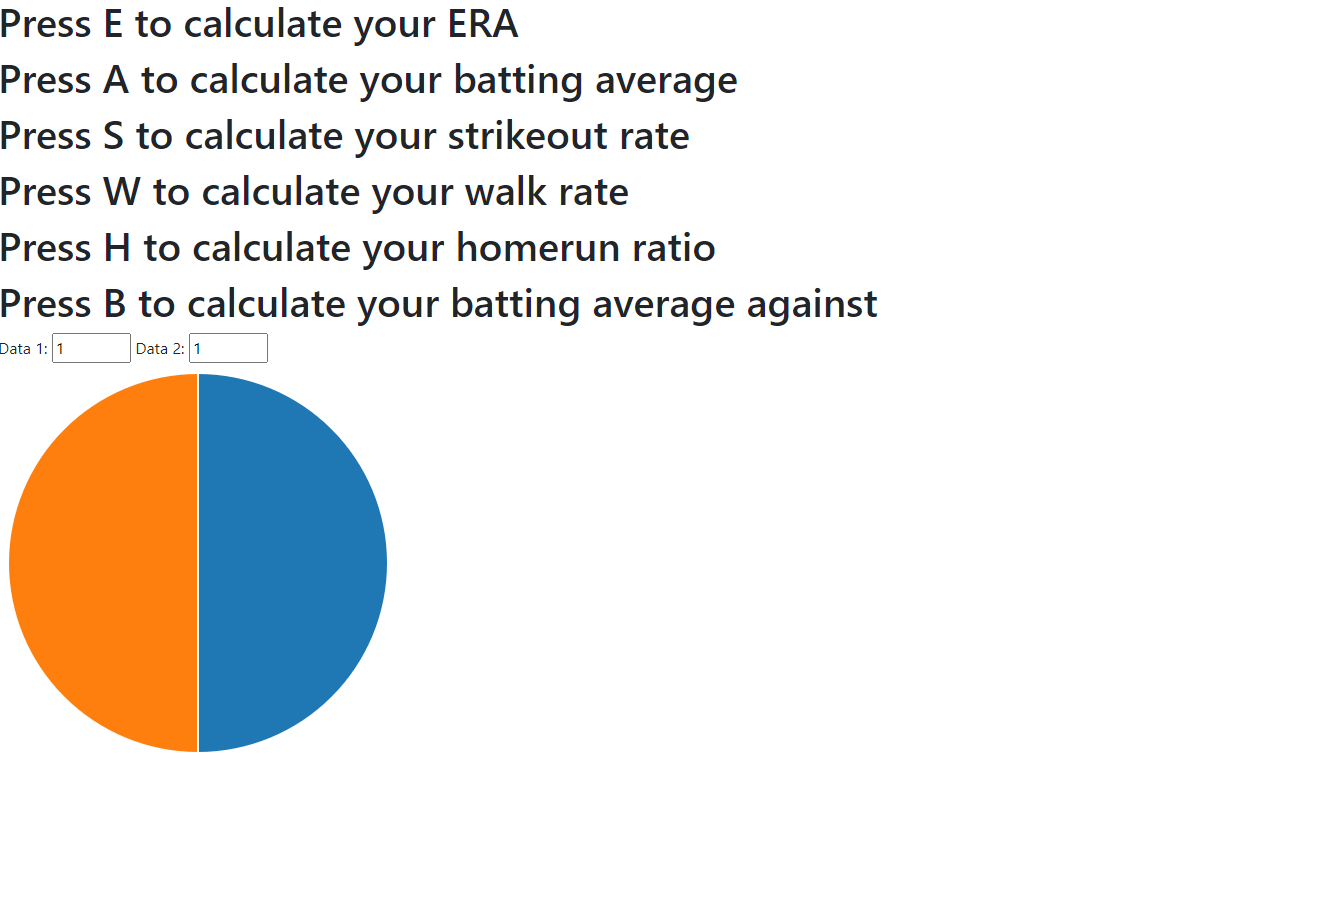 Press E to calculate your ERA
Press A to calculate your batting average
Press S to calculate your strikeout rate
Press W to calculate your walk rate
Press H to calculate your homerun ratio
Press B to calculate your batting average against
Data 1: 1 Data 2: 1